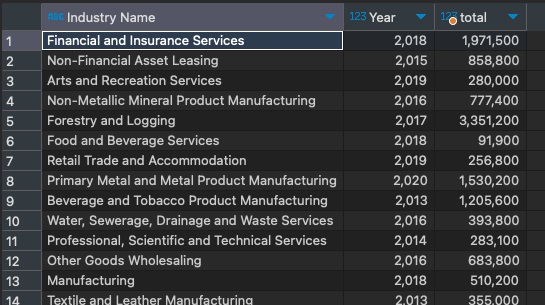 ABC Industry Name 123 Year 123 total
1 Financial and Insurance Services 2,018 1,971,500
2 Non-Financial Asset Leasing 2,015 858,800
3 Arts and Recreation Services 2,019 280,000
4 Non-Metallic Mineral Product Manufacturing 2,016 777,400
5 Forestry and Logging 2,017 3,351,200
6 Food and Beverage Services 2,018 91,900
7 Retail Trade and Accommodation 2,019 256,800
8 Primary Metal and Metal Product Manufacturing 2,020 1,530,200
9 Beverage and Tobacco Product Manufacturing 2,013 1,205,600
10 Water, Sewerage, Drainage and Waste Services 2,016 393,800
11 Professional, Scientific and Technical Services 2,014 283,100
12 Other Goods Wholesaling 2,016 683,800
13 Manufacturing 2,018 510,200
14 Textile and Leather Manufacturing 2,013 355,000